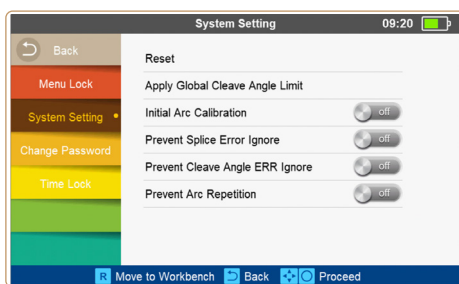 System Setting 09:20
Back
Menu Lock
System Setting
Change Password
Time Lock
Reset
Apply Global Cleave Angle Limit
Initial Arc Calibration off
Prevent Splice Error Ignore off
Prevent Cleave Angle ERR Ignore off
Prevent Arc Repetition off
R Move to Workbench Back Proceed